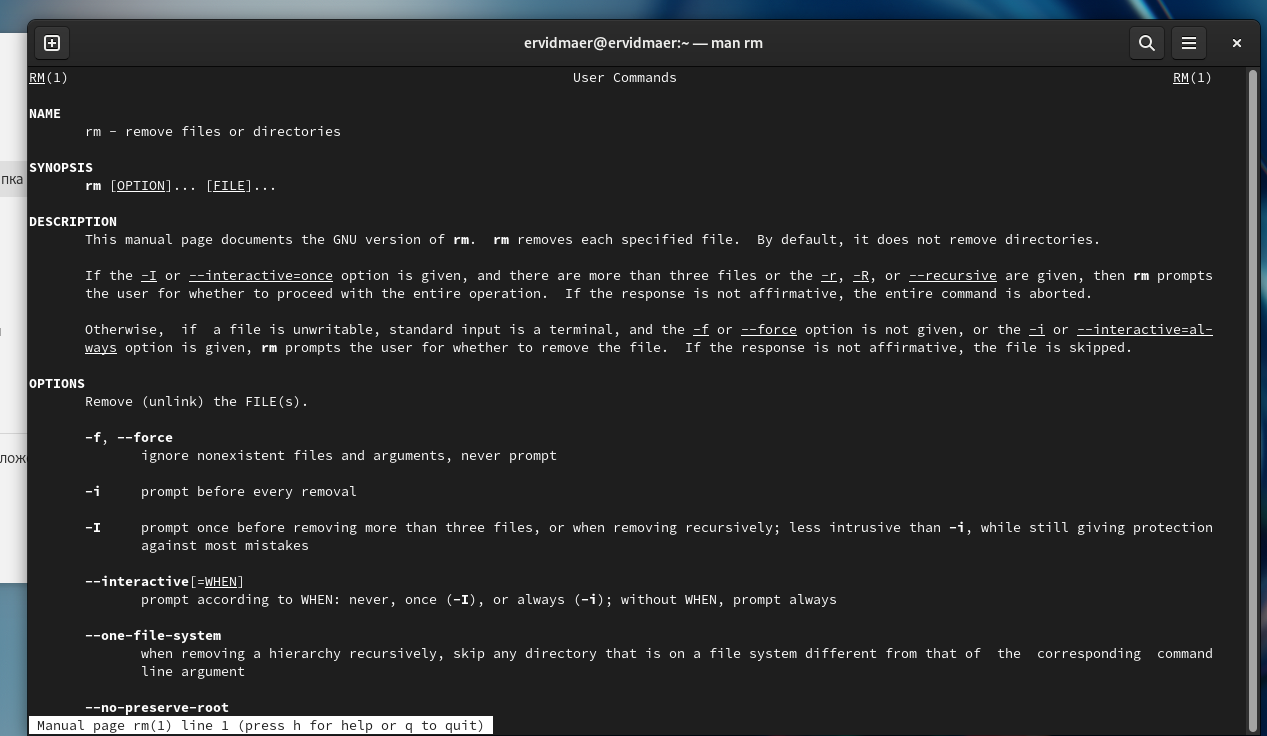 ervidmaer@ervidmaer:~ — man rm
RM(1) User Commands RM(1)
NAME
rm - remove files or directories
SYNOPSIS
rm [OPTION]... [FILE]...
DESCRIPTION
This manual page documents the GNU version of rm. rm removes each specified file. By default, it does not remove directories.
If the -I or --interactive=once option is given, and there are more than three files or the -r, -R, or --recursive are given, then rm prompts
the user for whether to proceed with the entire operation. If the response is not affirmative, the entire command is aborted.
Otherwise, if a file is unwritable, standard input is a terminal, and the -f or --force option is not given, or the -i or --interactive=al-
ways option is given, rm prompts the user for whether to remove the file. If the response is not affirmative, the file is skipped.
OPTIONS
Remove (unlink) the FILE(s).
-f, --force
ignore nonexistent files and arguments, never prompt
-i prompt before every removal
-I prompt once before removing more than three files, or when removing recursively; less intrusive than -i, while still giving protection
against most mistakes
--interactive[=WHEN]
prompt according to WHEN: never, once (-I), or always (-i); without WHEN, prompt always
--one-file-system
when removing a hierarchy recursively, skip any directory that is on a file system different from that of the corresponding command
line argument
--no-preserve-root
Manual page rm(1) line 1 (press h for help or q to quit)
пка
лож